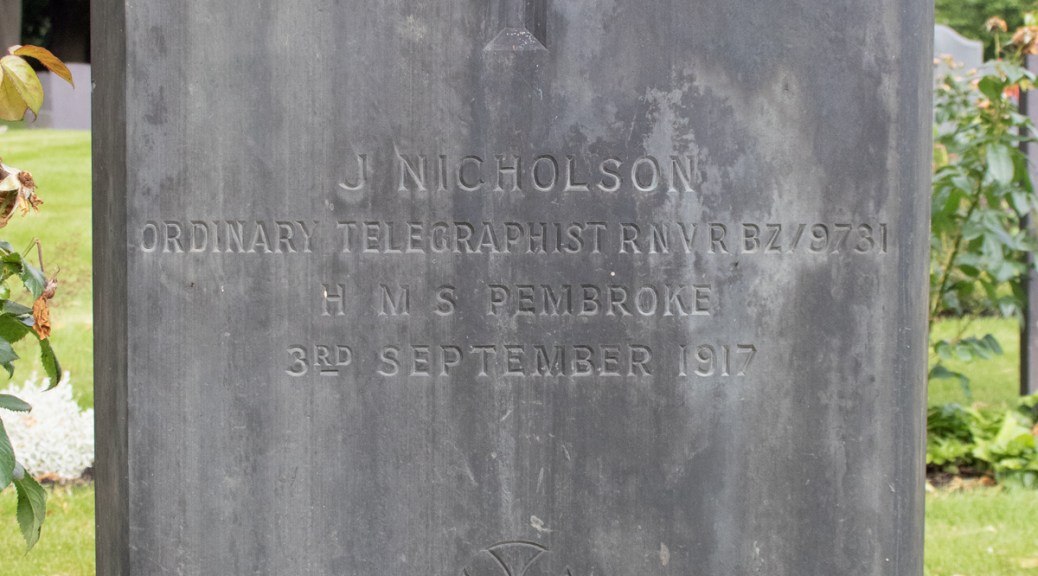 J NICHOLSON
ORDINARY TELEGRAPHIST R N V R BZ/9731
H M S PEMBROKE
3RD SEPTEMBER 1917